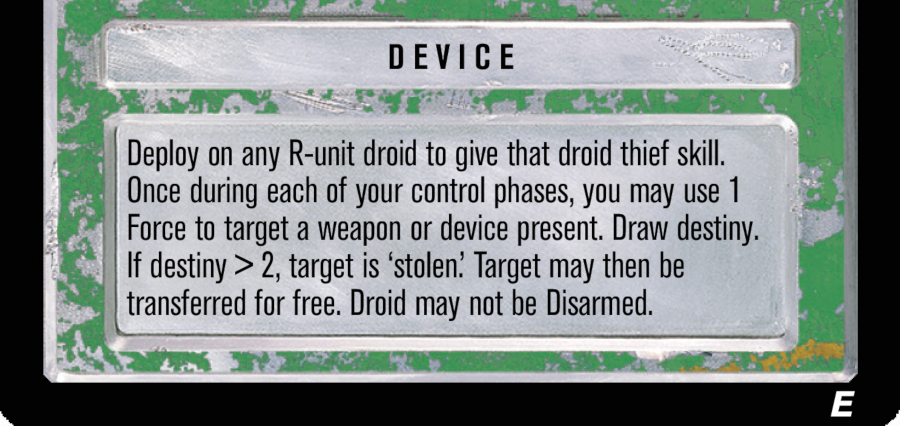 DEVICE
Deploy on any R-unit droid to give that droid thief skill.
Once during each of your control phases, you may use 1
Force to target a weapon or device present. Draw destiny.
If destiny > 2, target is ‘stolen.’ Target may then be
transferred for free. Droid may not be Disarmed.
E